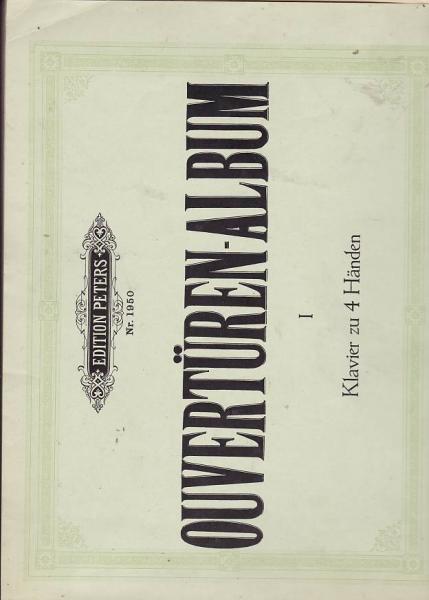 EDITION PETERS
Nr. 1950
OUVERTÜREN-ALBUM
I
Klavier zu 4 Händen